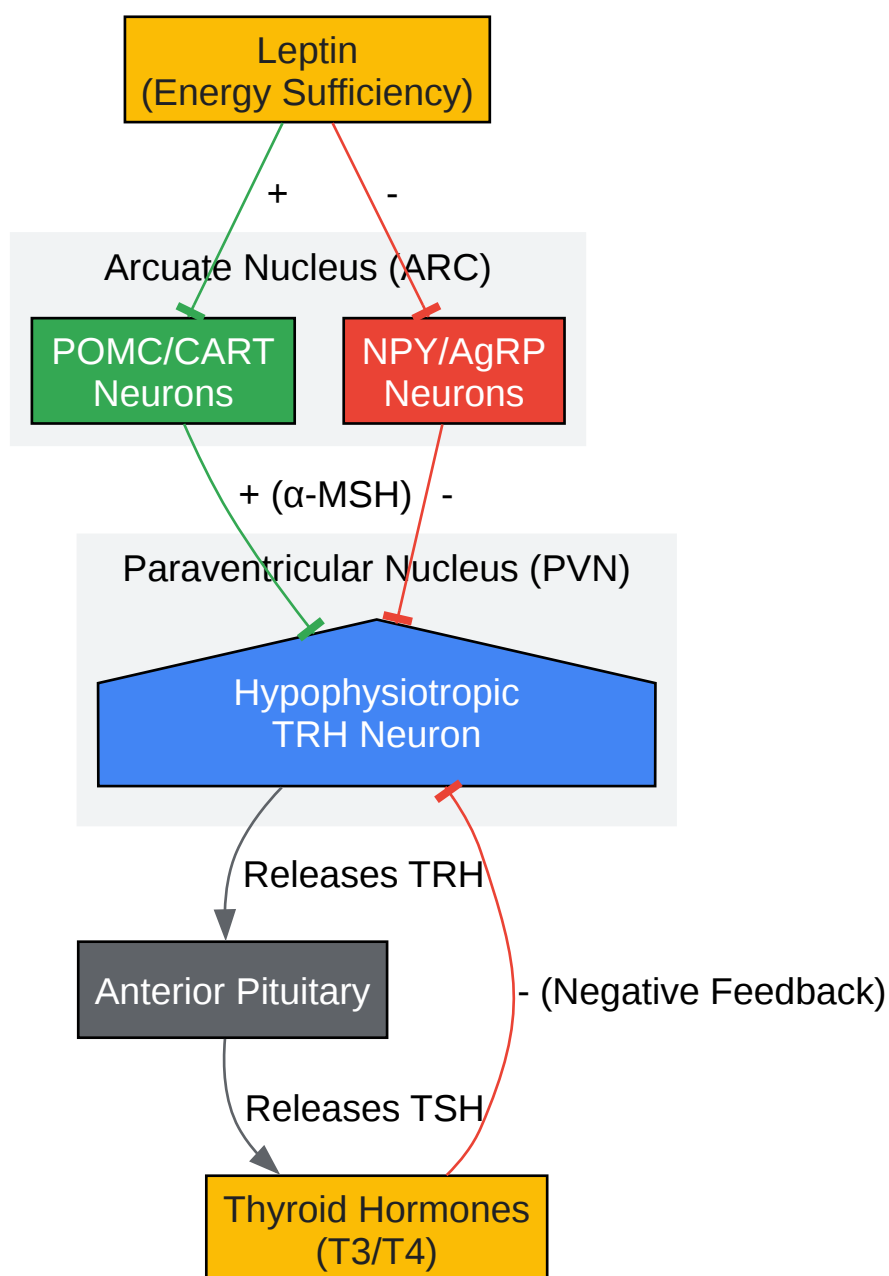 Leptin
(Energy Sufficiency)
+
-
Arcuate Nucleus (ARC)
POMC/CART
Neurons
NPY/AgRP
Neurons
+ (α-MSH)
-
Paraventricular Nucleus (PVN)
Hypophysiotropic
TRH Neuron
Releases TRH
Anterior Pituitary
- (Negative Feedback)
Releases TSH
Thyroid Hormones
(T3/T4)